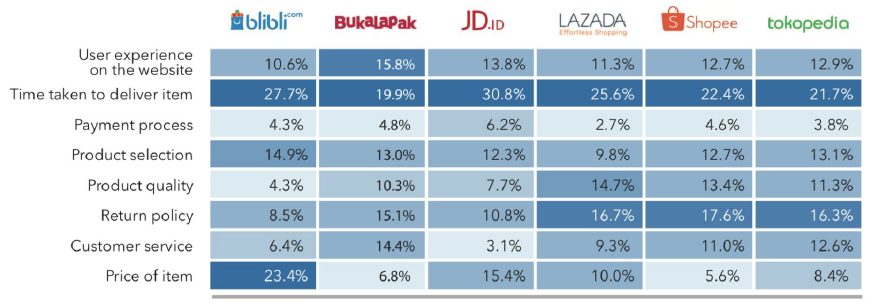 blibli.com BukaLapak JD.ID LAZADA Shopee tokopedia
Effortless Shopping
User experience
on the website 10.6% 15.8% 13.8% 11.3% 12.7% 12.9%
Time taken to deliver item 27.7% 19.9% 30.8% 25.6% 22.4% 21.7%
Payment process 4.3% 4.8% 6.2% 2.7% 4.6% 3.8%
Product selection 14.9% 13.0% 12.3% 9.8% 12.7% 13.1%
Product quality 4.3% 10.3% 7.7% 14.7% 13.4% 11.3%
Return policy 8.5% 15.1% 10.8% 16.7% 17.6% 16.3%
Customer service 6.4% 14.4% 3.1% 9.3% 11.0% 12.6%
Price of item 23.4% 6.8% 15.4% 10.0% 5.6% 8.4%